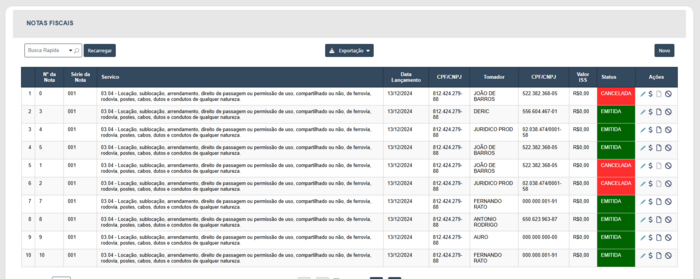 NOTAS FISCAIS
Busca Rápida
Recarregar
Exportação
Novo
Nº da Nota Série da Nota Servico Data Lançamento CPF/CNPJ Tomador CPF/CNPJ Valor ISS Status Ações
1 0 001 03.04 - Locação, sublocação, arrendamento, direito de passagem ou permissão de uso, compartilhado ou não, de ferrovia, rodovia, postes, cabos, dutos e condutos de qualquer natureza. 13/12/2024 812.424.279-88 JOÃO DE BARROS 522.382.368-05 R$0,00 CANCELADA
2 3 001 03.04 - Locação, sublocação, arrendamento, direito de passagem ou permissão de uso, compartilhado ou não, de ferrovia, rodovia, postes, cabos, dutos e condutos de qualquer natureza. 13/12/2024 812.424.279-88 DERIC 556.604.467-01 R$0,00 EMITIDA
3 4 001 03.04 - Locação, sublocação, arrendamento, direito de passagem ou permissão de uso, compartilhado ou não, de ferrovia, rodovia, postes, cabos, dutos e condutos de qualquer natureza. 13/12/2024 812.424.279-88 JURIDICO PROD 02.038.474/0001-58 R$0,00 EMITIDA
4 5 001 03.04 - Locação, sublocação, arrendamento, direito de passagem ou permissão de uso, compartilhado ou não, de ferrovia, rodovia, postes, cabos, dutos e condutos de qualquer natureza. 13/12/2024 812.424.279-88 JOÃO DE BARROS 522.382.368-05 R$0,00 EMITIDA
5 1 001 03.04 - Locação, sublocação, arrendamento, direito de passagem ou permissão de uso, compartilhado ou não, de ferrovia, rodovia, postes, cabos, dutos e condutos de qualquer natureza. 13/12/2024 812.424.279-88 JOÃO DE BARROS 522.382.368-05 R$0,00 CANCELADA
6 2 001 03.04 - Locação, sublocação, arrendamento, direito de passagem ou permissão de uso, compartilhado ou não, de ferrovia, rodovia, postes, cabos, dutos e condutos de qualquer natureza. 13/12/2024 812.424.279-88 JURIDICO PROD 02.038.474/0001-58 R$0,00 CANCELADA
7 7 001 03.04 - Locação, sublocação, arrendamento, direito de passagem ou permissão de uso, compartilhado ou não, de ferrovia, rodovia, postes, cabos, dutos e condutos de qualquer natureza. 13/12/2024 812.424.279-88 FERNANDO RATO 000.000.001-91 R$0,00 EMITIDA
8 8 001 03.04 - Locação, sublocação, arrendamento, direito de passagem ou permissão de uso, compartilhado ou não, de ferrovia, rodovia, postes, cabos, dutos e condutos de qualquer natureza. 13/12/2024 812.424.279-88 ANTONIO RODRIGO 650.623.963-87 R$0,00 EMITIDA
9 9 001 03.04 - Locação, sublocação, arrendamento, direito de passagem ou permissão de uso, compartilhado ou não, de ferrovia, rodovia, postes, cabos, dutos e condutos de qualquer natureza. 13/12/2024 812.424.279-88 AURO 000.000.000-00 R$0,00 EMITIDA
10 10 001 03.04 - Locação, sublocação, arrendamento, direito de passagem ou permissão de uso, compartilhado ou não, de ferrovia, rodovia, postes, cabos, dutos e condutos de qualquer natureza. 13/12/2024 812.424.279-88 FERNANDO RATO 000.000.001-91 R$0,00 EMITIDA